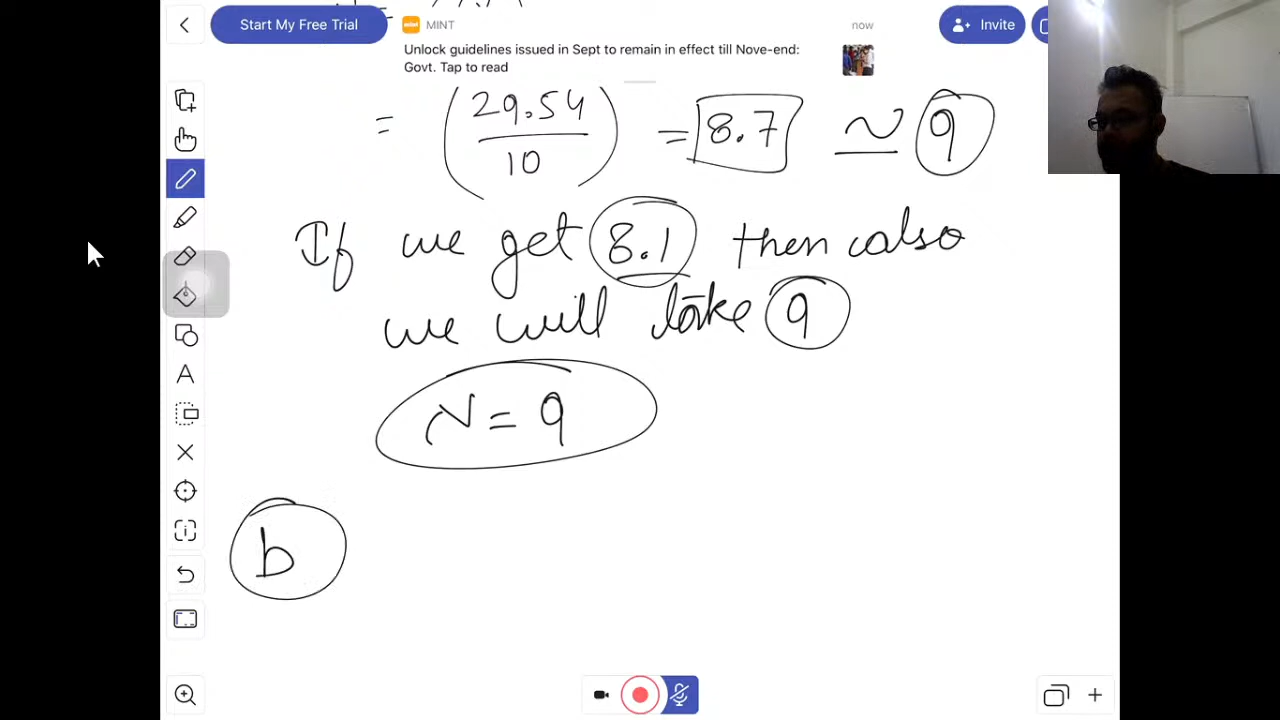 Start My Free Trial
MINT
now
Invite
Unlock guidelines issued in Sept to remain in effect till Nove-end:
Govt. Tap to read
= (29.54/10) = 8.7 ≃ 9
If we get 8.1 then also
we will take 9
N = 9
b